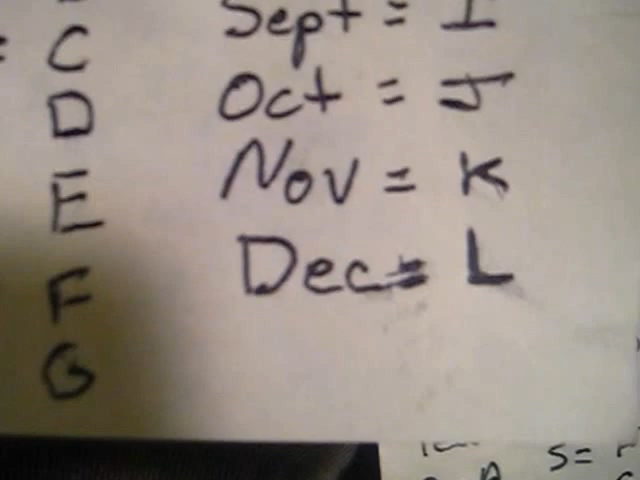 C
D
E
F
G
Sept = I
Oct = J
Nov = K
Dec = L
S=